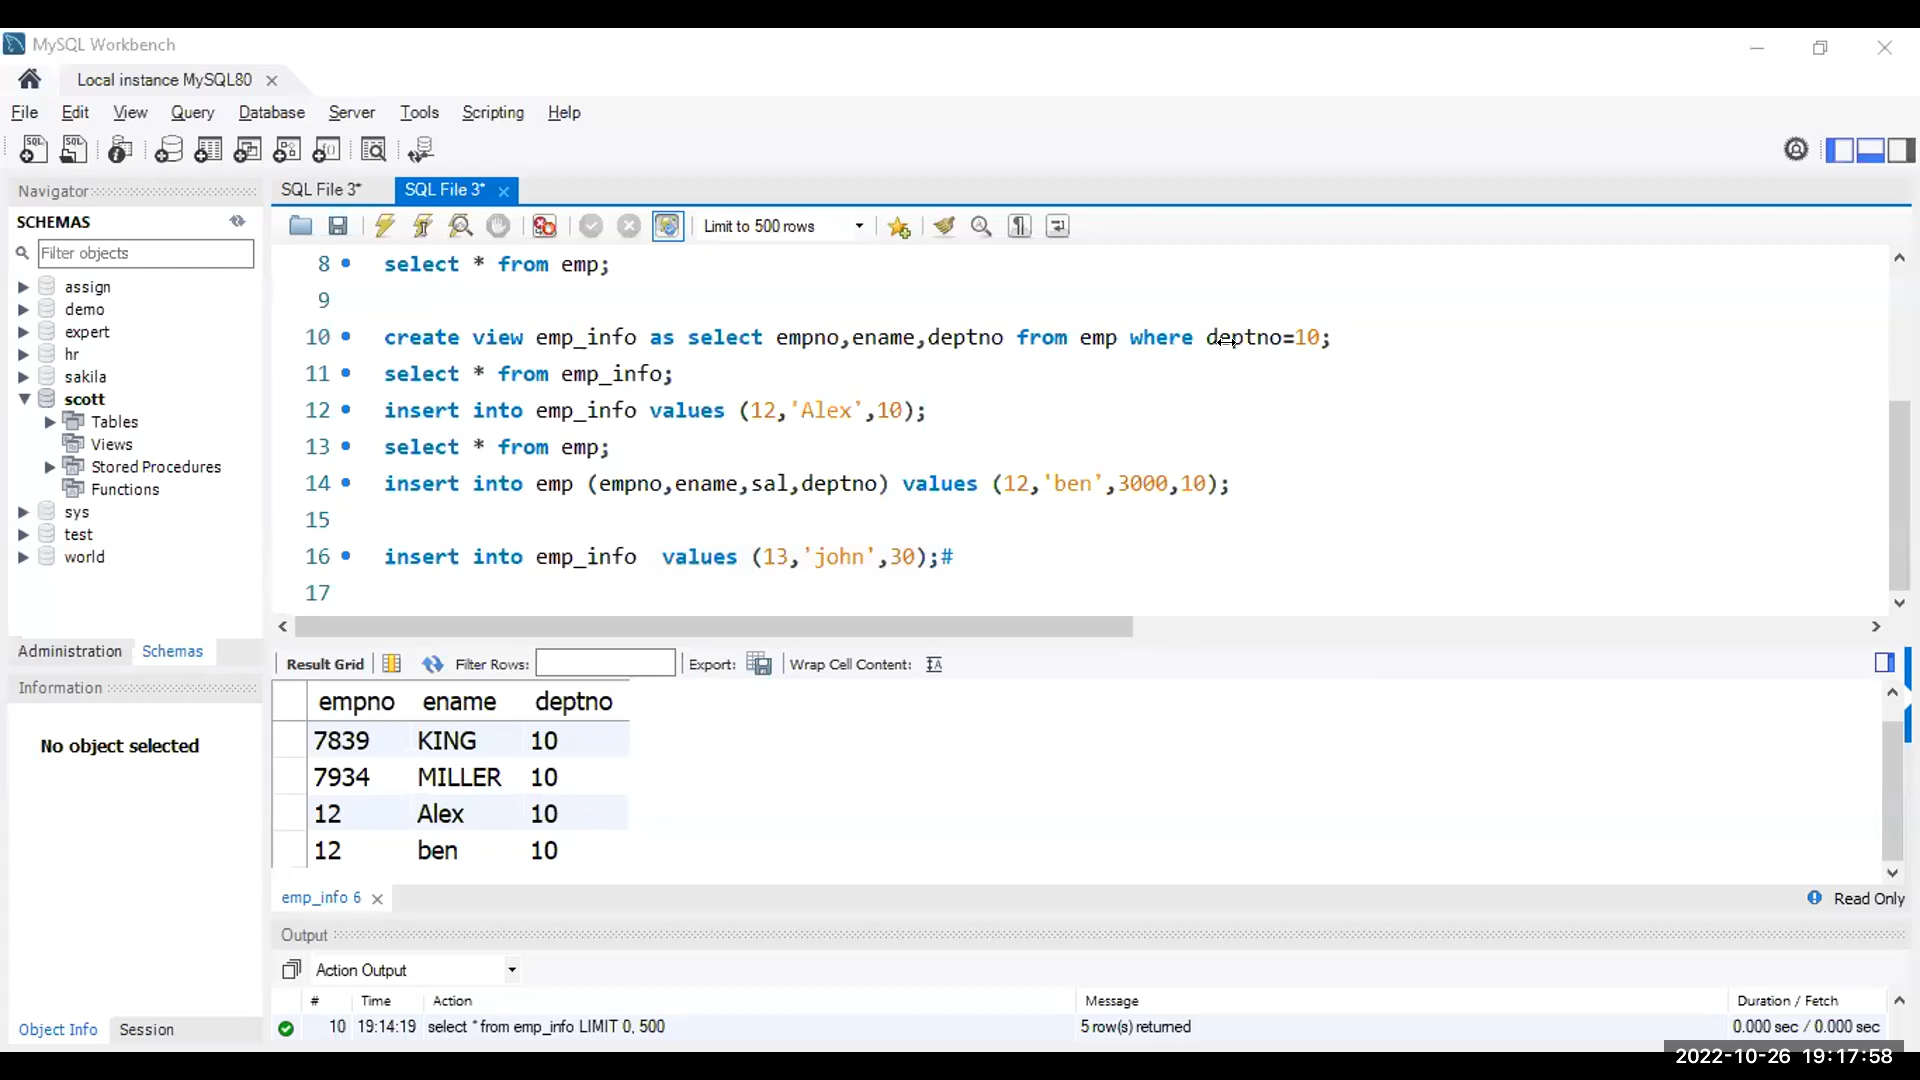 MySQL Workbench
Local instance MySQL80
File Edit View Query Database Server Tools Scripting Help
Navigator
SCHEMAS
Filter objects
assign
demo
expert
hr
sakila
scott
Tables
Views
Stored Procedures
Functions
sys
test
world
Administration Schemas
Information
No object selected
Object Info Session
SQL File 3* SQL File 3*
Limit to 500 rows
8 select * from emp;
9
10 create view emp_info as select empno,ename,deptno from emp where deptno=10;
11 select * from emp_info;
12 insert into emp_info values (12,'Alex',10);
13 select * from emp;
14 insert into emp (empno,ename,sal,deptno) values (12,'ben',3000,10);
15
16 insert into emp_info  values (13,'john',30);#
17
Result Grid Filter Rows: Export: Wrap Cell Content:
empno ename deptno
7839 KING 10
7934 MILLER 10
12 Alex 10
12 ben 10
emp_info 6 Read Only
Output
Action Output
# Time Action Message Duration / Fetch
10 19:14:19 select * from emp_info LIMIT 0, 500 5 row(s) returned 0.000 sec / 0.000 sec
2022-10-26 19:17:58